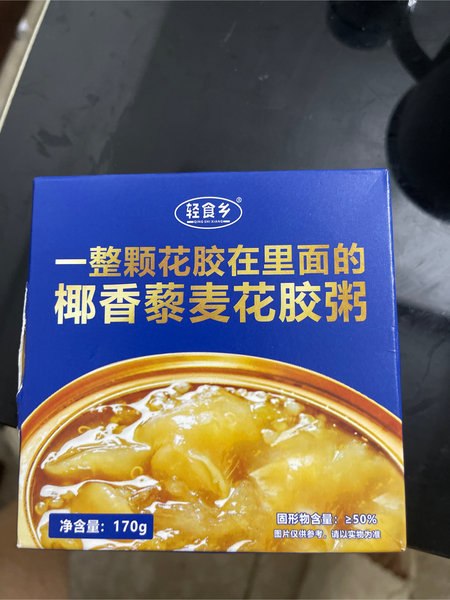 轻食乡®
QING SHI XIANG
一整颗花胶在里面的
椰香藜麦花胶粥
净含量：170g
固形物含量：≥50%
图片仅供参考，请以实物为准